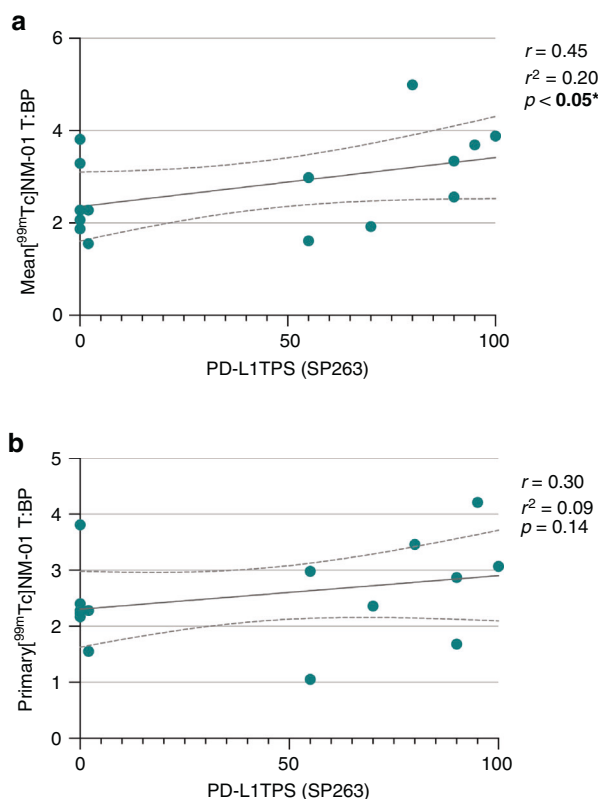 a
Mean[99mTc]NM-01 T:BP
6
4
2
0
0
50
100
PD-L1TPS (SP263)
r = 0.45
r² = 0.20
p < 0.05*
b
Primary[99mTc]NM-01 T:BP
5
4
3
2
1
0
0
50
100
PD-L1TPS (SP263)
r = 0.30
r² = 0.09
p = 0.14